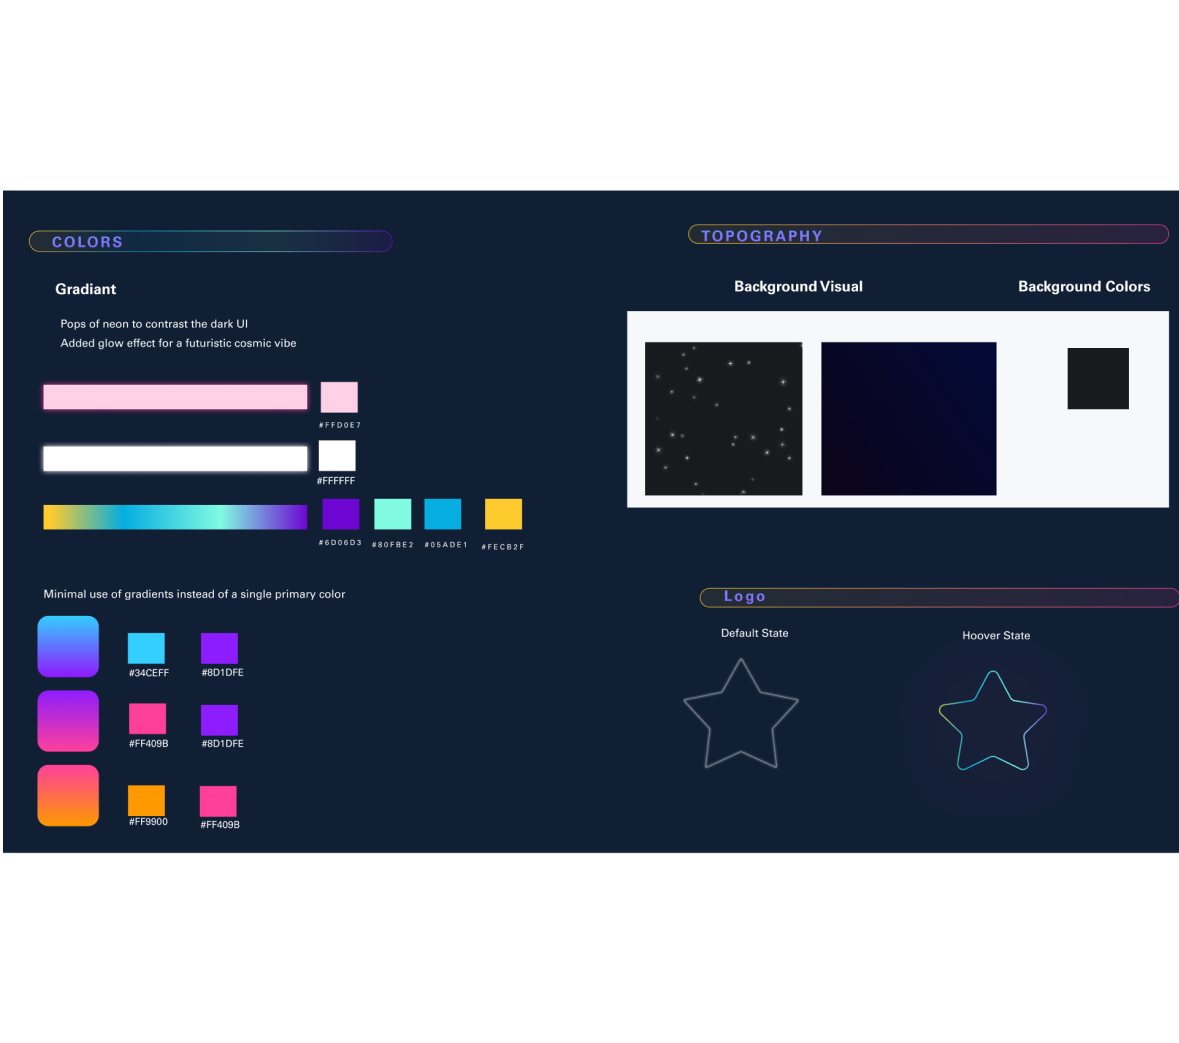 COLORS
Gradiant
Pops of neon to contrast the dark UI
Added glow effect for a futuristic cosmic vibe
#FFD0E7
#FFFFFF
#6D06D3 #80FBE2 #05ADE1 #FECB2F
Minimal use of gradients instead of a single primary color
#34CEFF #8D1DFE
#FF409B #8D1DFE
#FF9900 #FF409B
TOPOGRAPHY
Background Visual Background Colors
Logo
Default State Hoover State